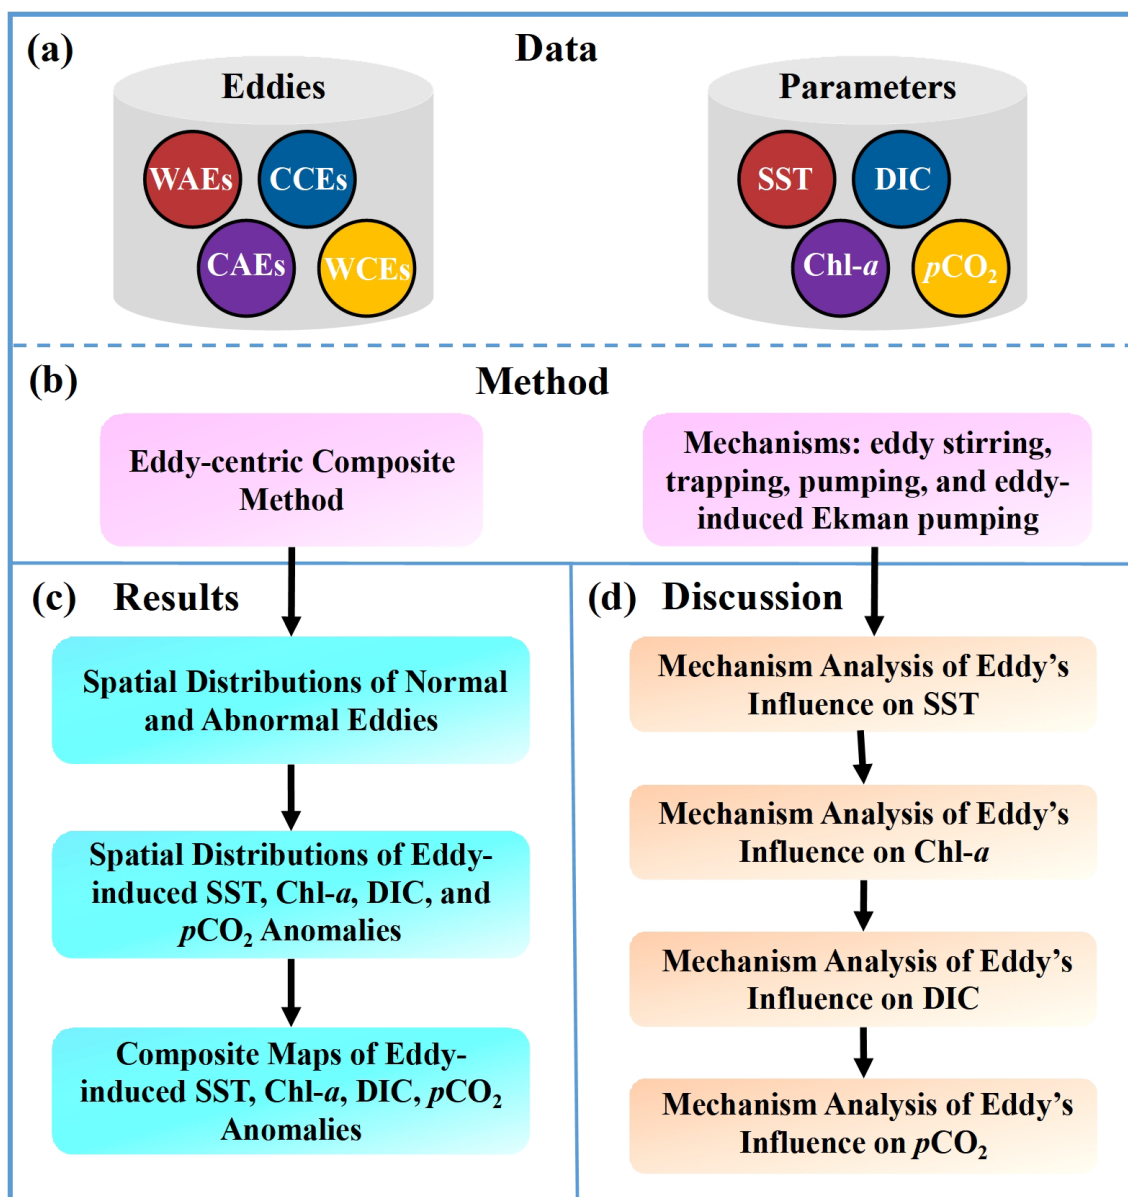 (a) Data
Eddies
WAEs
CCEs
CAEs
WCEs
Parameters
SST
DIC
Chl-a
pCO₂
(b) Method
Eddy-centric Composite
Method
Mechanisms: eddy stirring,
trapping, pumping, and eddy-
induced Ekman pumping
(c) Results
Spatial Distributions of Normal
and Abnormal Eddies
Spatial Distributions of Eddy-
induced SST, Chl-a, DIC, and
pCO₂ Anomalies
Composite Maps of Eddy-
induced SST, Chl-a, DIC, pCO₂
Anomalies
(d) Discussion
Mechanism Analysis of Eddy’s
Influence on SST
Mechanism Analysis of Eddy’s
Influence on Chl-a
Mechanism Analysis of Eddy’s
Influence on DIC
Mechanism Analysis of Eddy’s
Influence on pCO₂